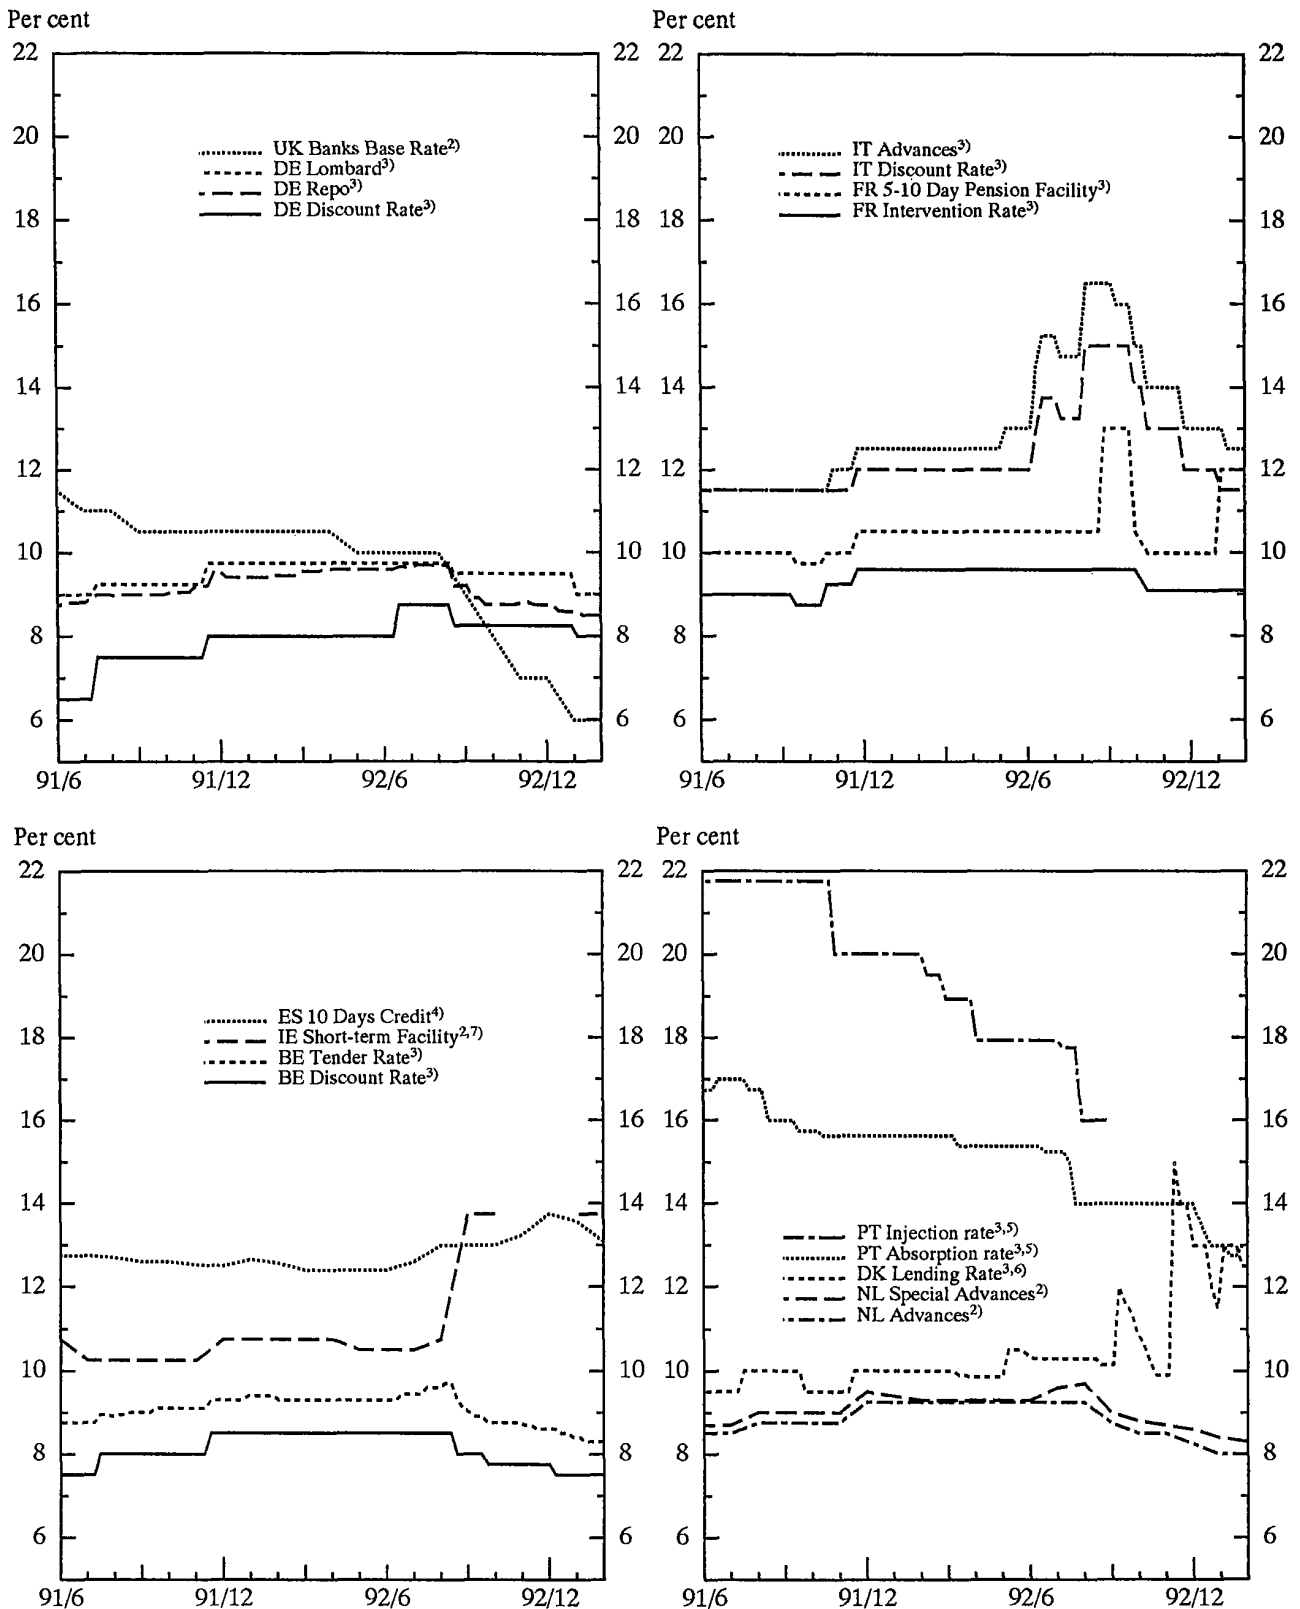 Per cent
22 22
20 20
UK Banks Base Rate2)
DE Lombard3)
DE Repo3)
DE Discount Rate3)
18 18
16 16
14 14
12 12
10 10
8 8
6 6
91/6 91/12 92/6 92/12
Per cent
22 22
20 20
IT Advances3)
IT Discount Rate3)
FR 5-10 Day Pension Facility3)
FR Intervention Rate3)
18 18
16 16
14 14
12 12
10 10
8 8
6 6
91/6 91/12 92/6 92/12
Per cent
22 22
20 20
ES 10 Days Credit4)
IE Short-term Facility2,7)
18 18
BE Tender Rate3)
BE Discount Rate3)
16 16
14 14
12 12
10 10
8 8
6 6
91/6 91/12 92/6 92/12
Per cent
22 22
20 20
18 18
16 16
14 14
PT Injection rate3,5)
PT Absorption rate3,5)
DK Lending Rate3,6)
12 12
NL Special Advances2)
NL Advances2)
10 10
8 8
6 6
91/6 91/12 92/6 92/12